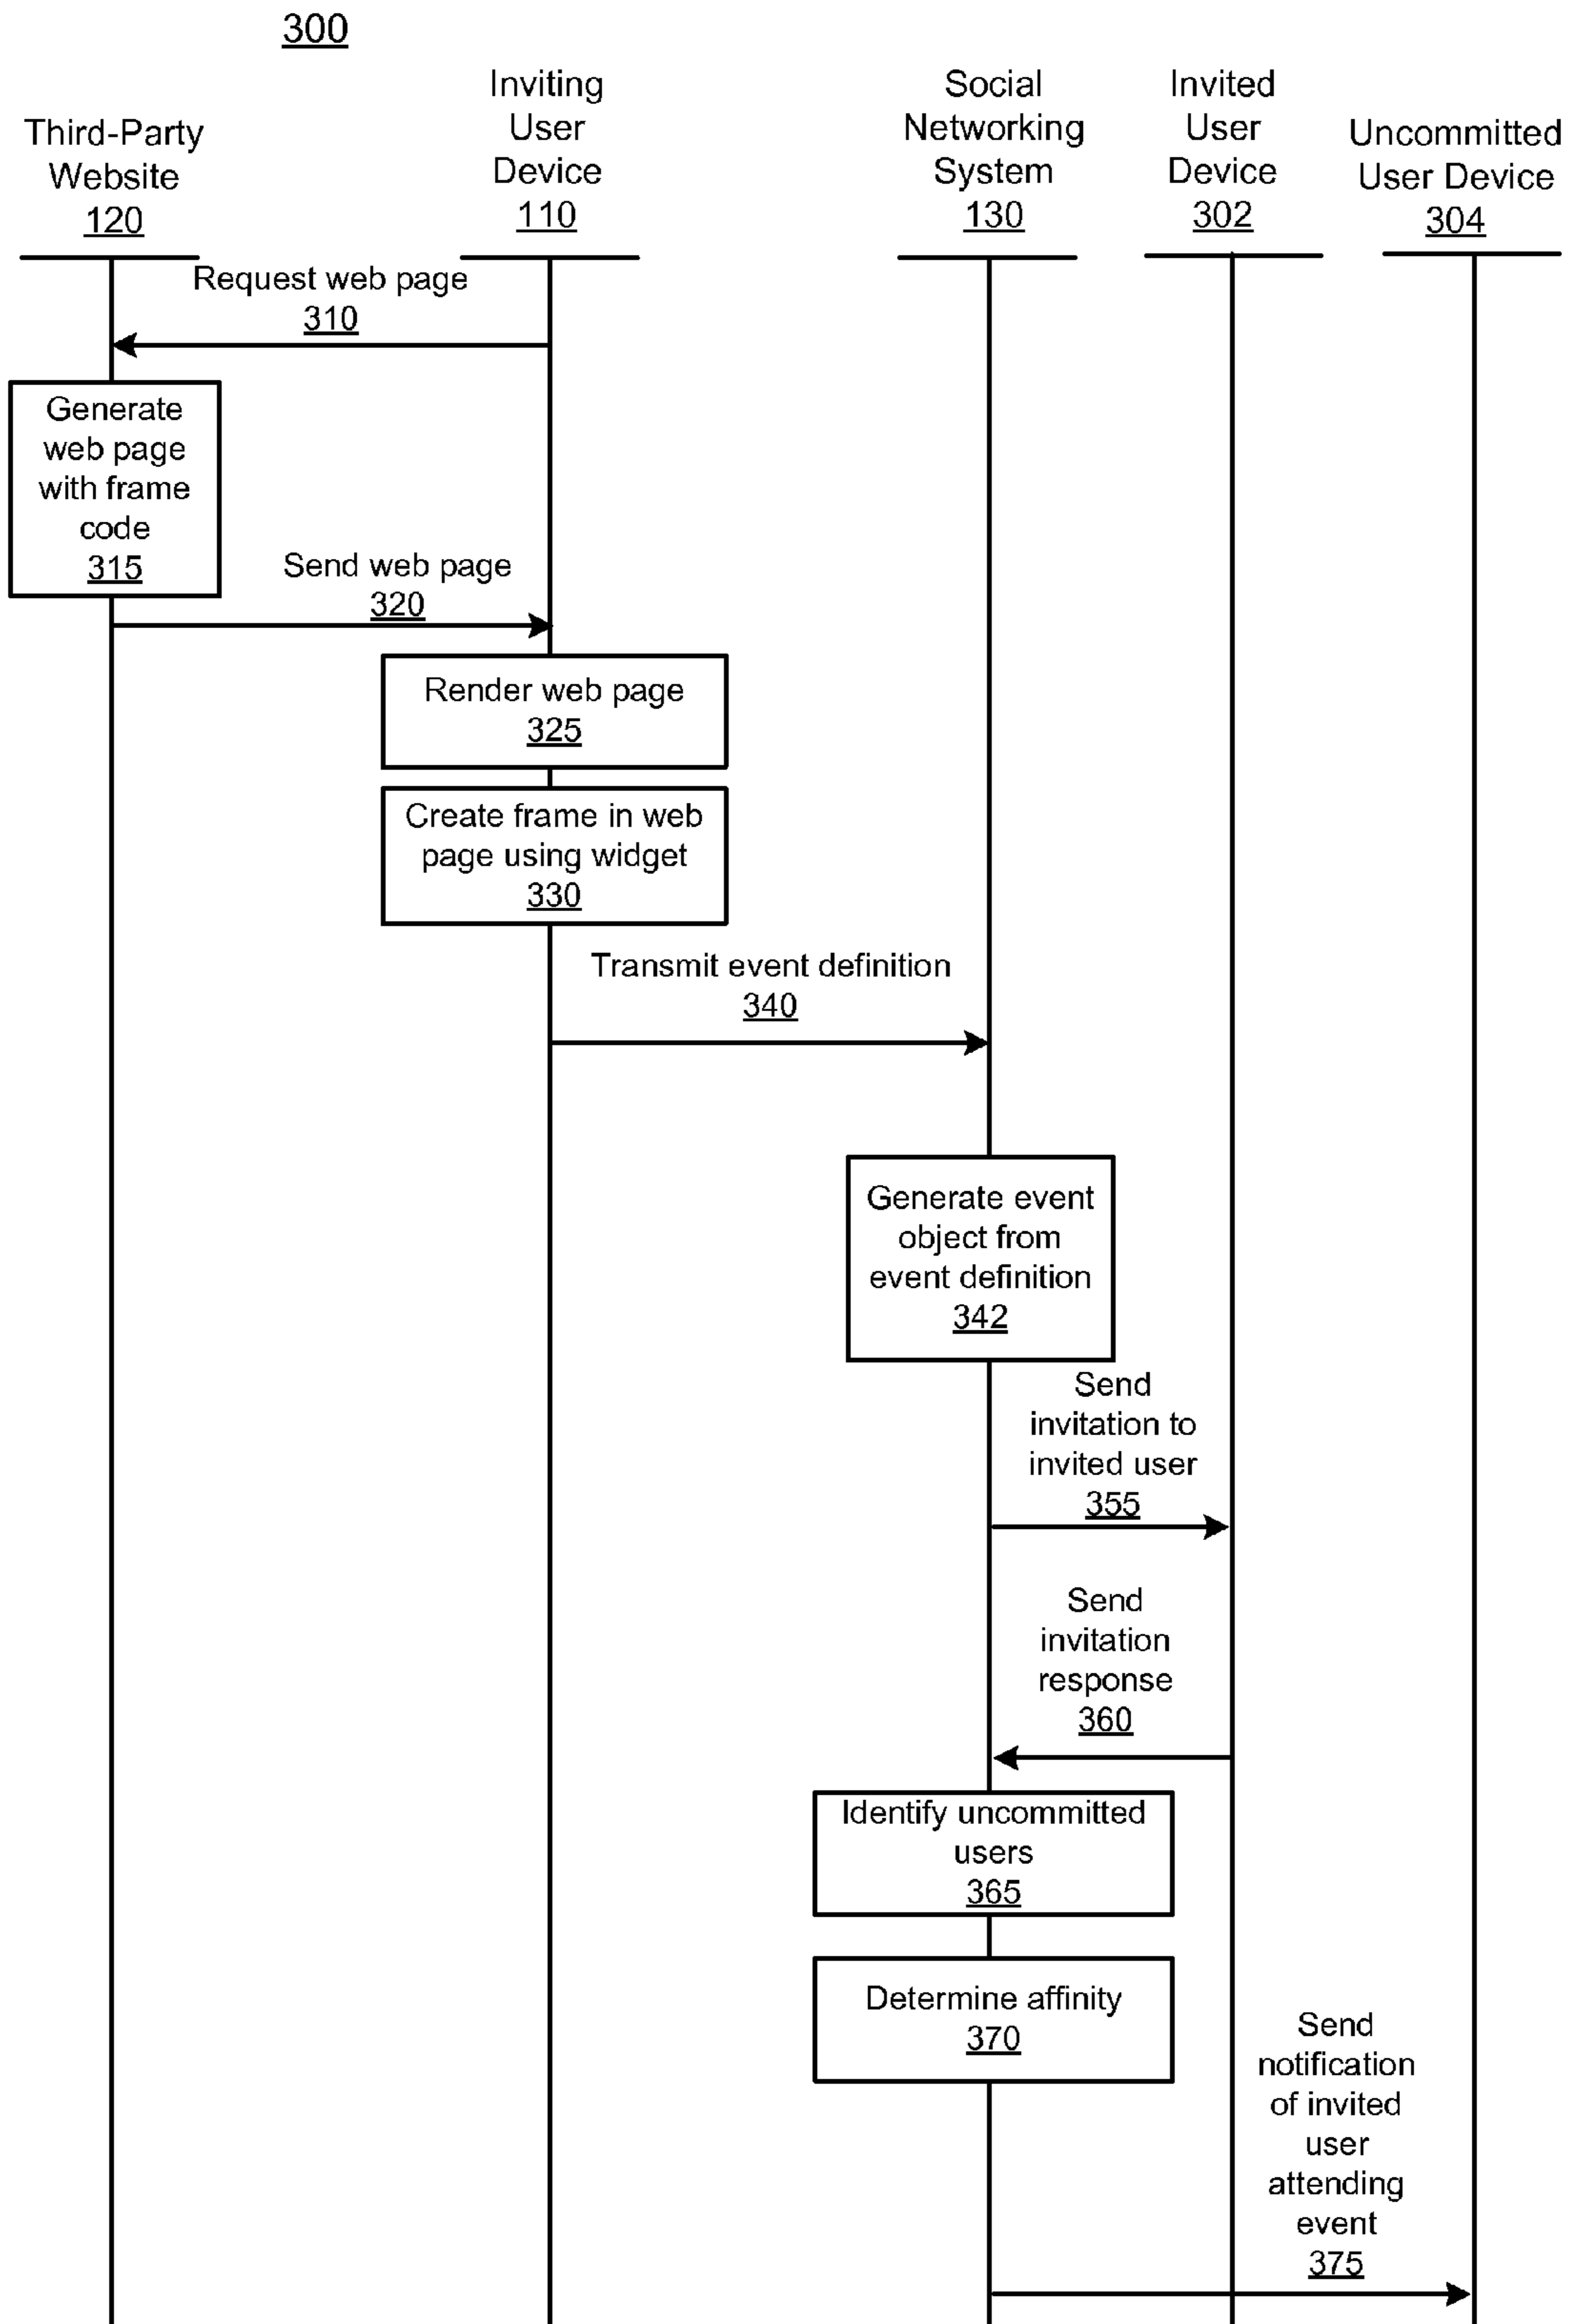 300
Third-Party
Website
120
Inviting
User
Device
110
Social
Networking
System
130
Invited
User
Device
302
Uncommitted
User Device
304
Request web page
310
Generate
web page
with frame
code
315
Send web page
320
Render web page
325
Create frame in web
page using widget
330
Transmit event definition
340
Generate event
object from
event definition
342
Send
invitation to
invited user
355
Send
invitation
response
360
Identify uncommitted
users
365
Determine affinity
370
Send
notification
of invited
user
attending
event
375